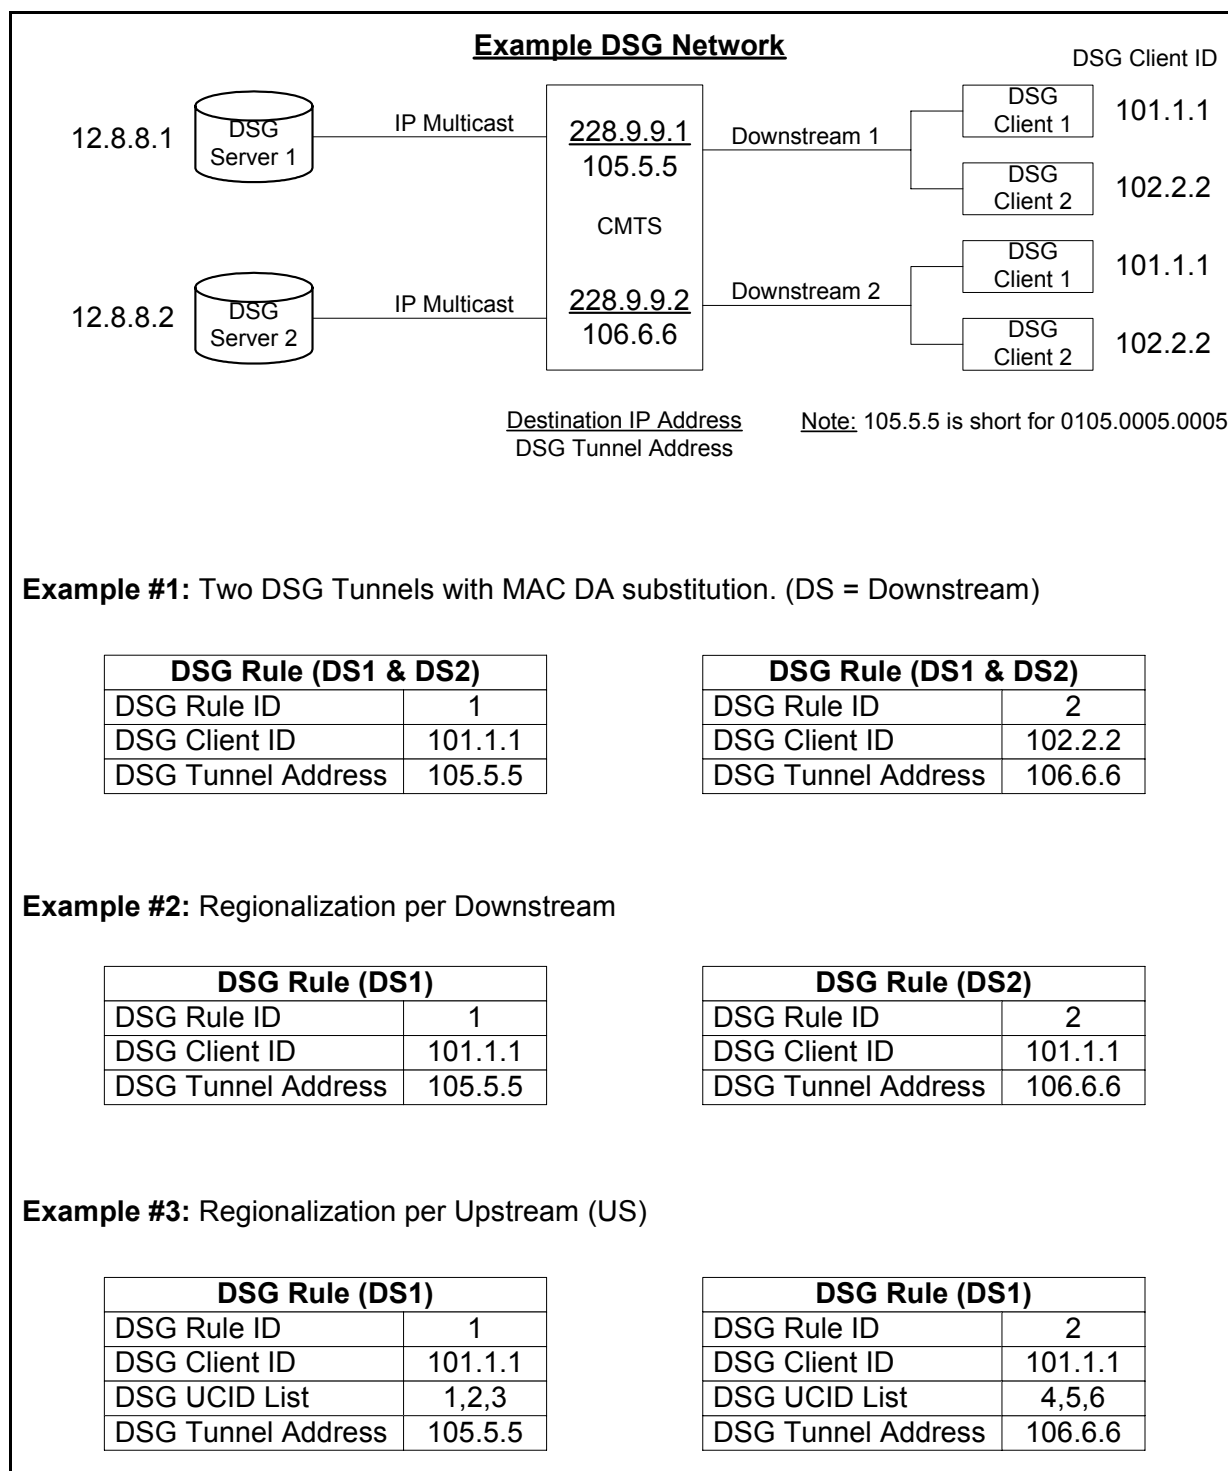 Example DSG Network
DSG Client ID
12.8.8.1
DSG
Server 1
IP Multicast
228.9.9.1
105.5.5
Downstream 1
DSG
Client 1
101.1.1
DSG
Client 2
102.2.2
CMTS
12.8.8.2
DSG
Server 2
IP Multicast
228.9.9.2
106.6.6
Downstream 2
DSG
Client 1
101.1.1
DSG
Client 2
102.2.2
Destination IP Address
DSG Tunnel Address
Note: 105.5.5 is short for 0105.0005.0005
Example #1: Two DSG Tunnels with MAC DA substitution. (DS = Downstream)
DSG Rule (DS1 & DS2)
DSG Rule ID 1
DSG Client ID 101.1.1
DSG Tunnel Address 105.5.5
DSG Rule (DS1 & DS2)
DSG Rule ID 2
DSG Client ID 102.2.2
DSG Tunnel Address 106.6.6
Example #2: Regionalization per Downstream
DSG Rule (DS1)
DSG Rule ID 1
DSG Client ID 101.1.1
DSG Tunnel Address 105.5.5
DSG Rule (DS2)
DSG Rule ID 2
DSG Client ID 101.1.1
DSG Tunnel Address 106.6.6
Example #3: Regionalization per Upstream (US)
DSG Rule (DS1)
DSG Rule ID 1
DSG Client ID 101.1.1
DSG UCID List 1,2,3
DSG Tunnel Address 105.5.5
DSG Rule (DS1)
DSG Rule ID 2
DSG Client ID 101.1.1
DSG UCID List 4,5,6
DSG Tunnel Address 106.6.6